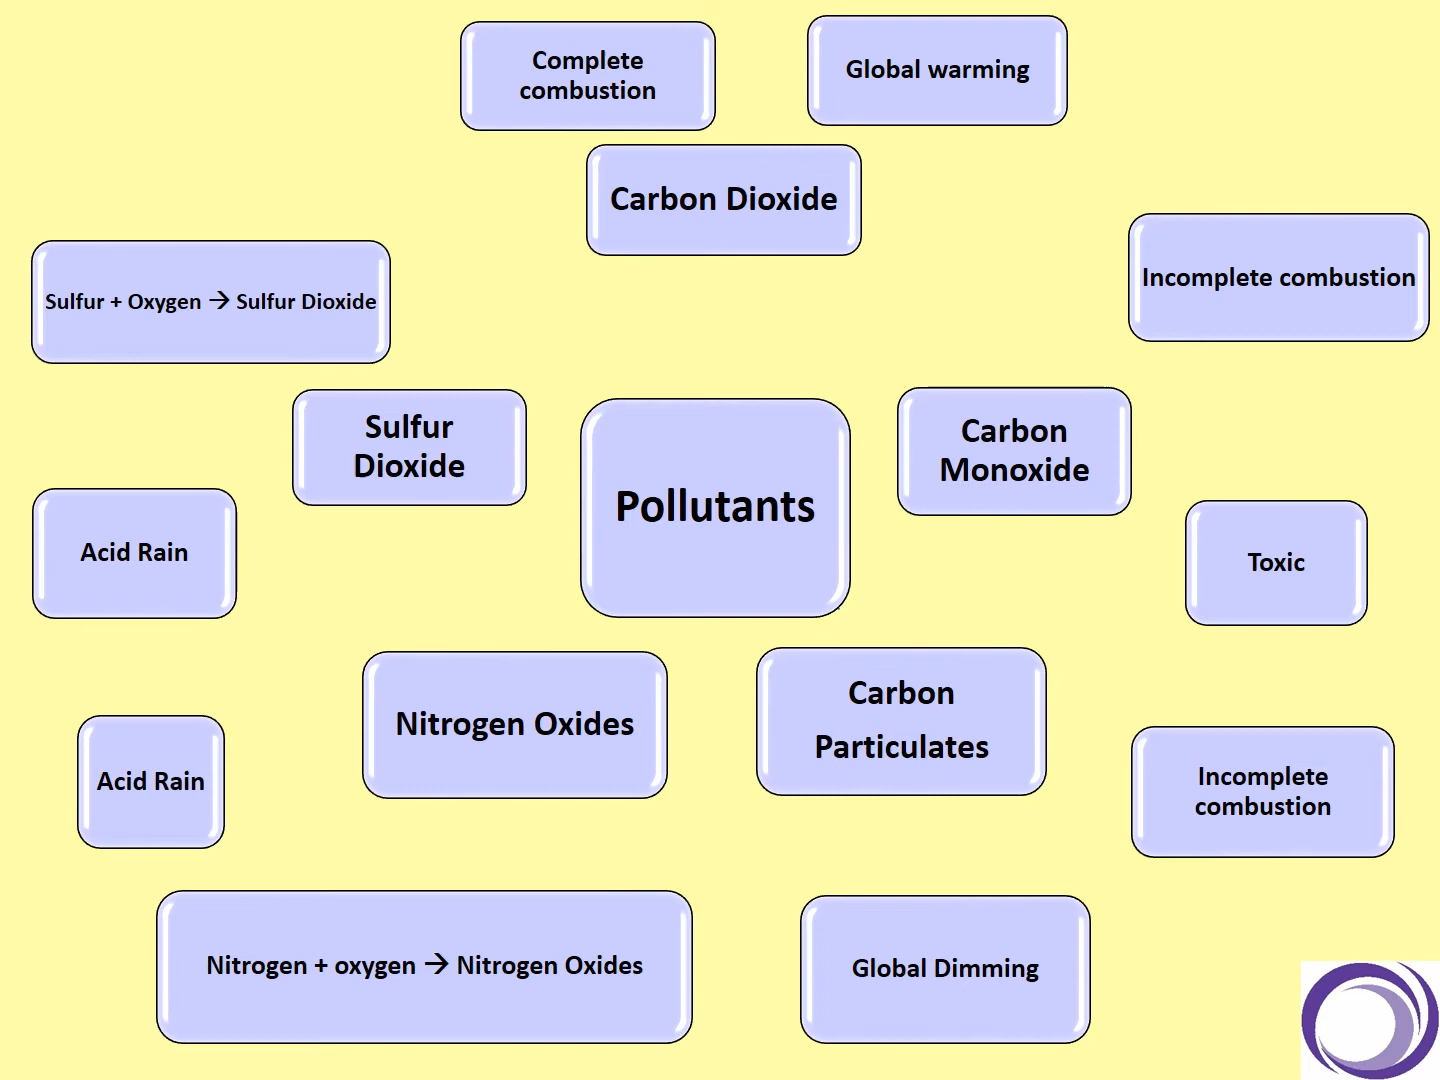 Complete
combustion
Global warming
Carbon Dioxide
Incomplete combustion
Sulfur + Oxygen → Sulfur Dioxide
Sulfur
Dioxide
Carbon
Monoxide
Pollutants
Acid Rain
Toxic
Nitrogen Oxides
Carbon
Particulates
Acid Rain
Incomplete
combustion
Nitrogen + oxygen → Nitrogen Oxides
Global Dimming